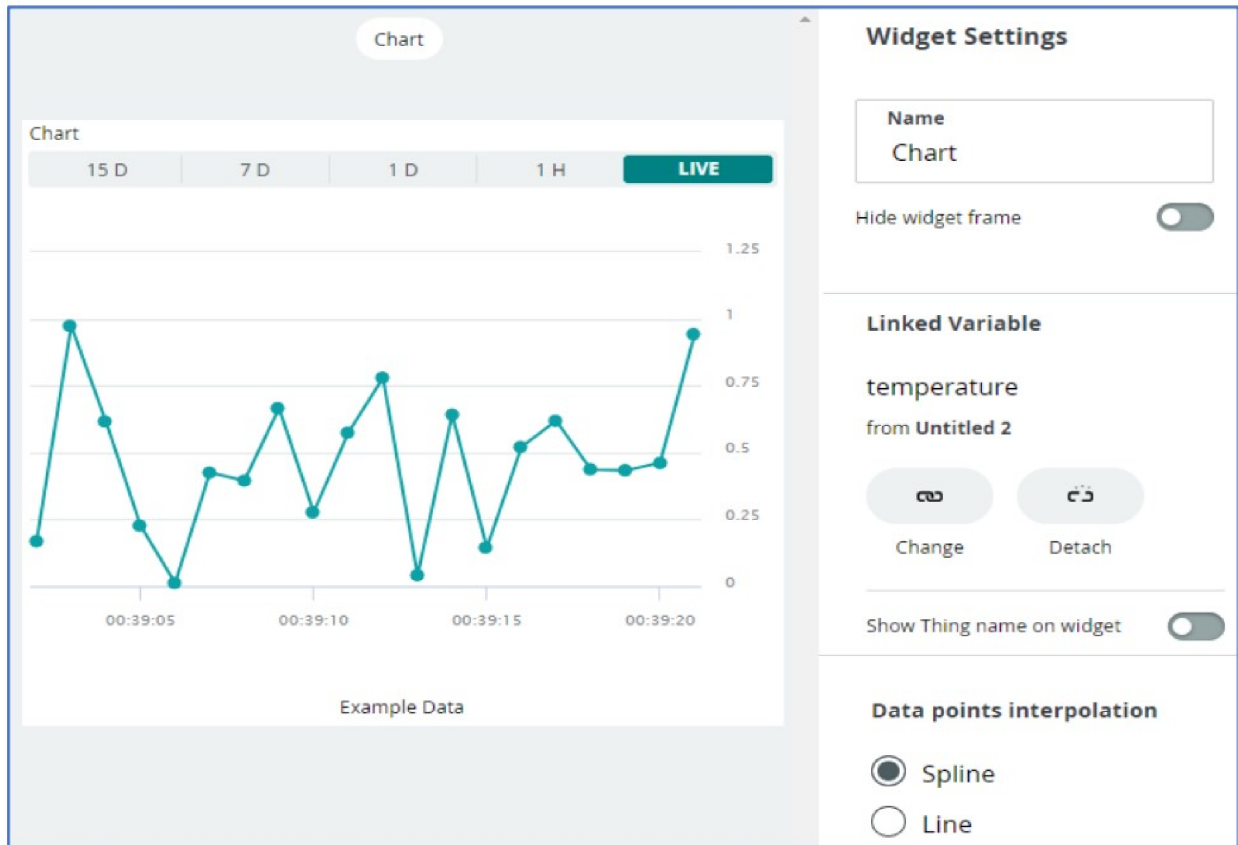 Chart
Chart
15 D 7 D 1 D 1 H LIVE
1.25
1
0.75
0.5
0.25
0
00:39:05 00:39:10 00:39:15 00:39:20
Example Data
Widget Settings
Name
Chart
Hide widget frame
Linked Variable
temperature
from Untitled 2
Change Detach
Show Thing name on widget
Data points interpolation
Spline
Line